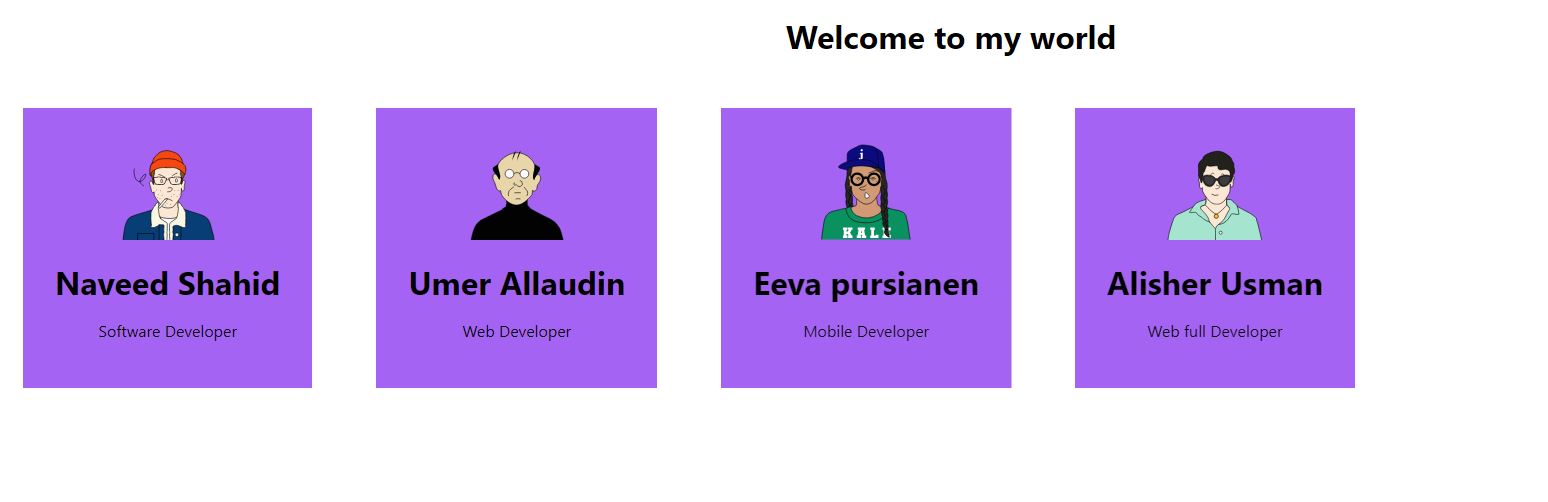 Welcome to my world
j
KALE
Naveed Shahid
Umer Allaudin
Eeva pursianen
Alisher Usman
Software Developer
Web Developer
Mobile Developer
Web full Developer